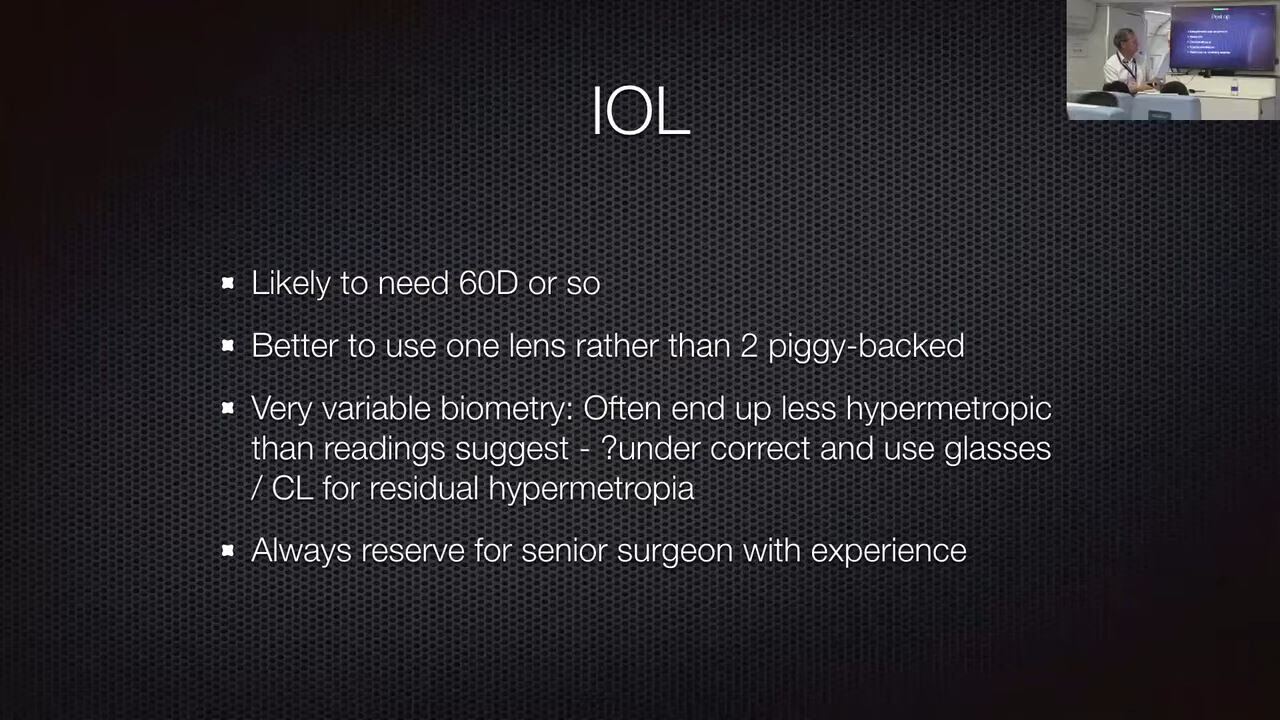 IOL
Likely to need 60D or so
Better to use one lens rather than 2 piggy-backed
Very variable biometry: Often end up less hypermetropic
than readings suggest - ?under correct and use glasses
/ CL for residual hypermetropia
Always reserve for senior surgeon with experience
Post op